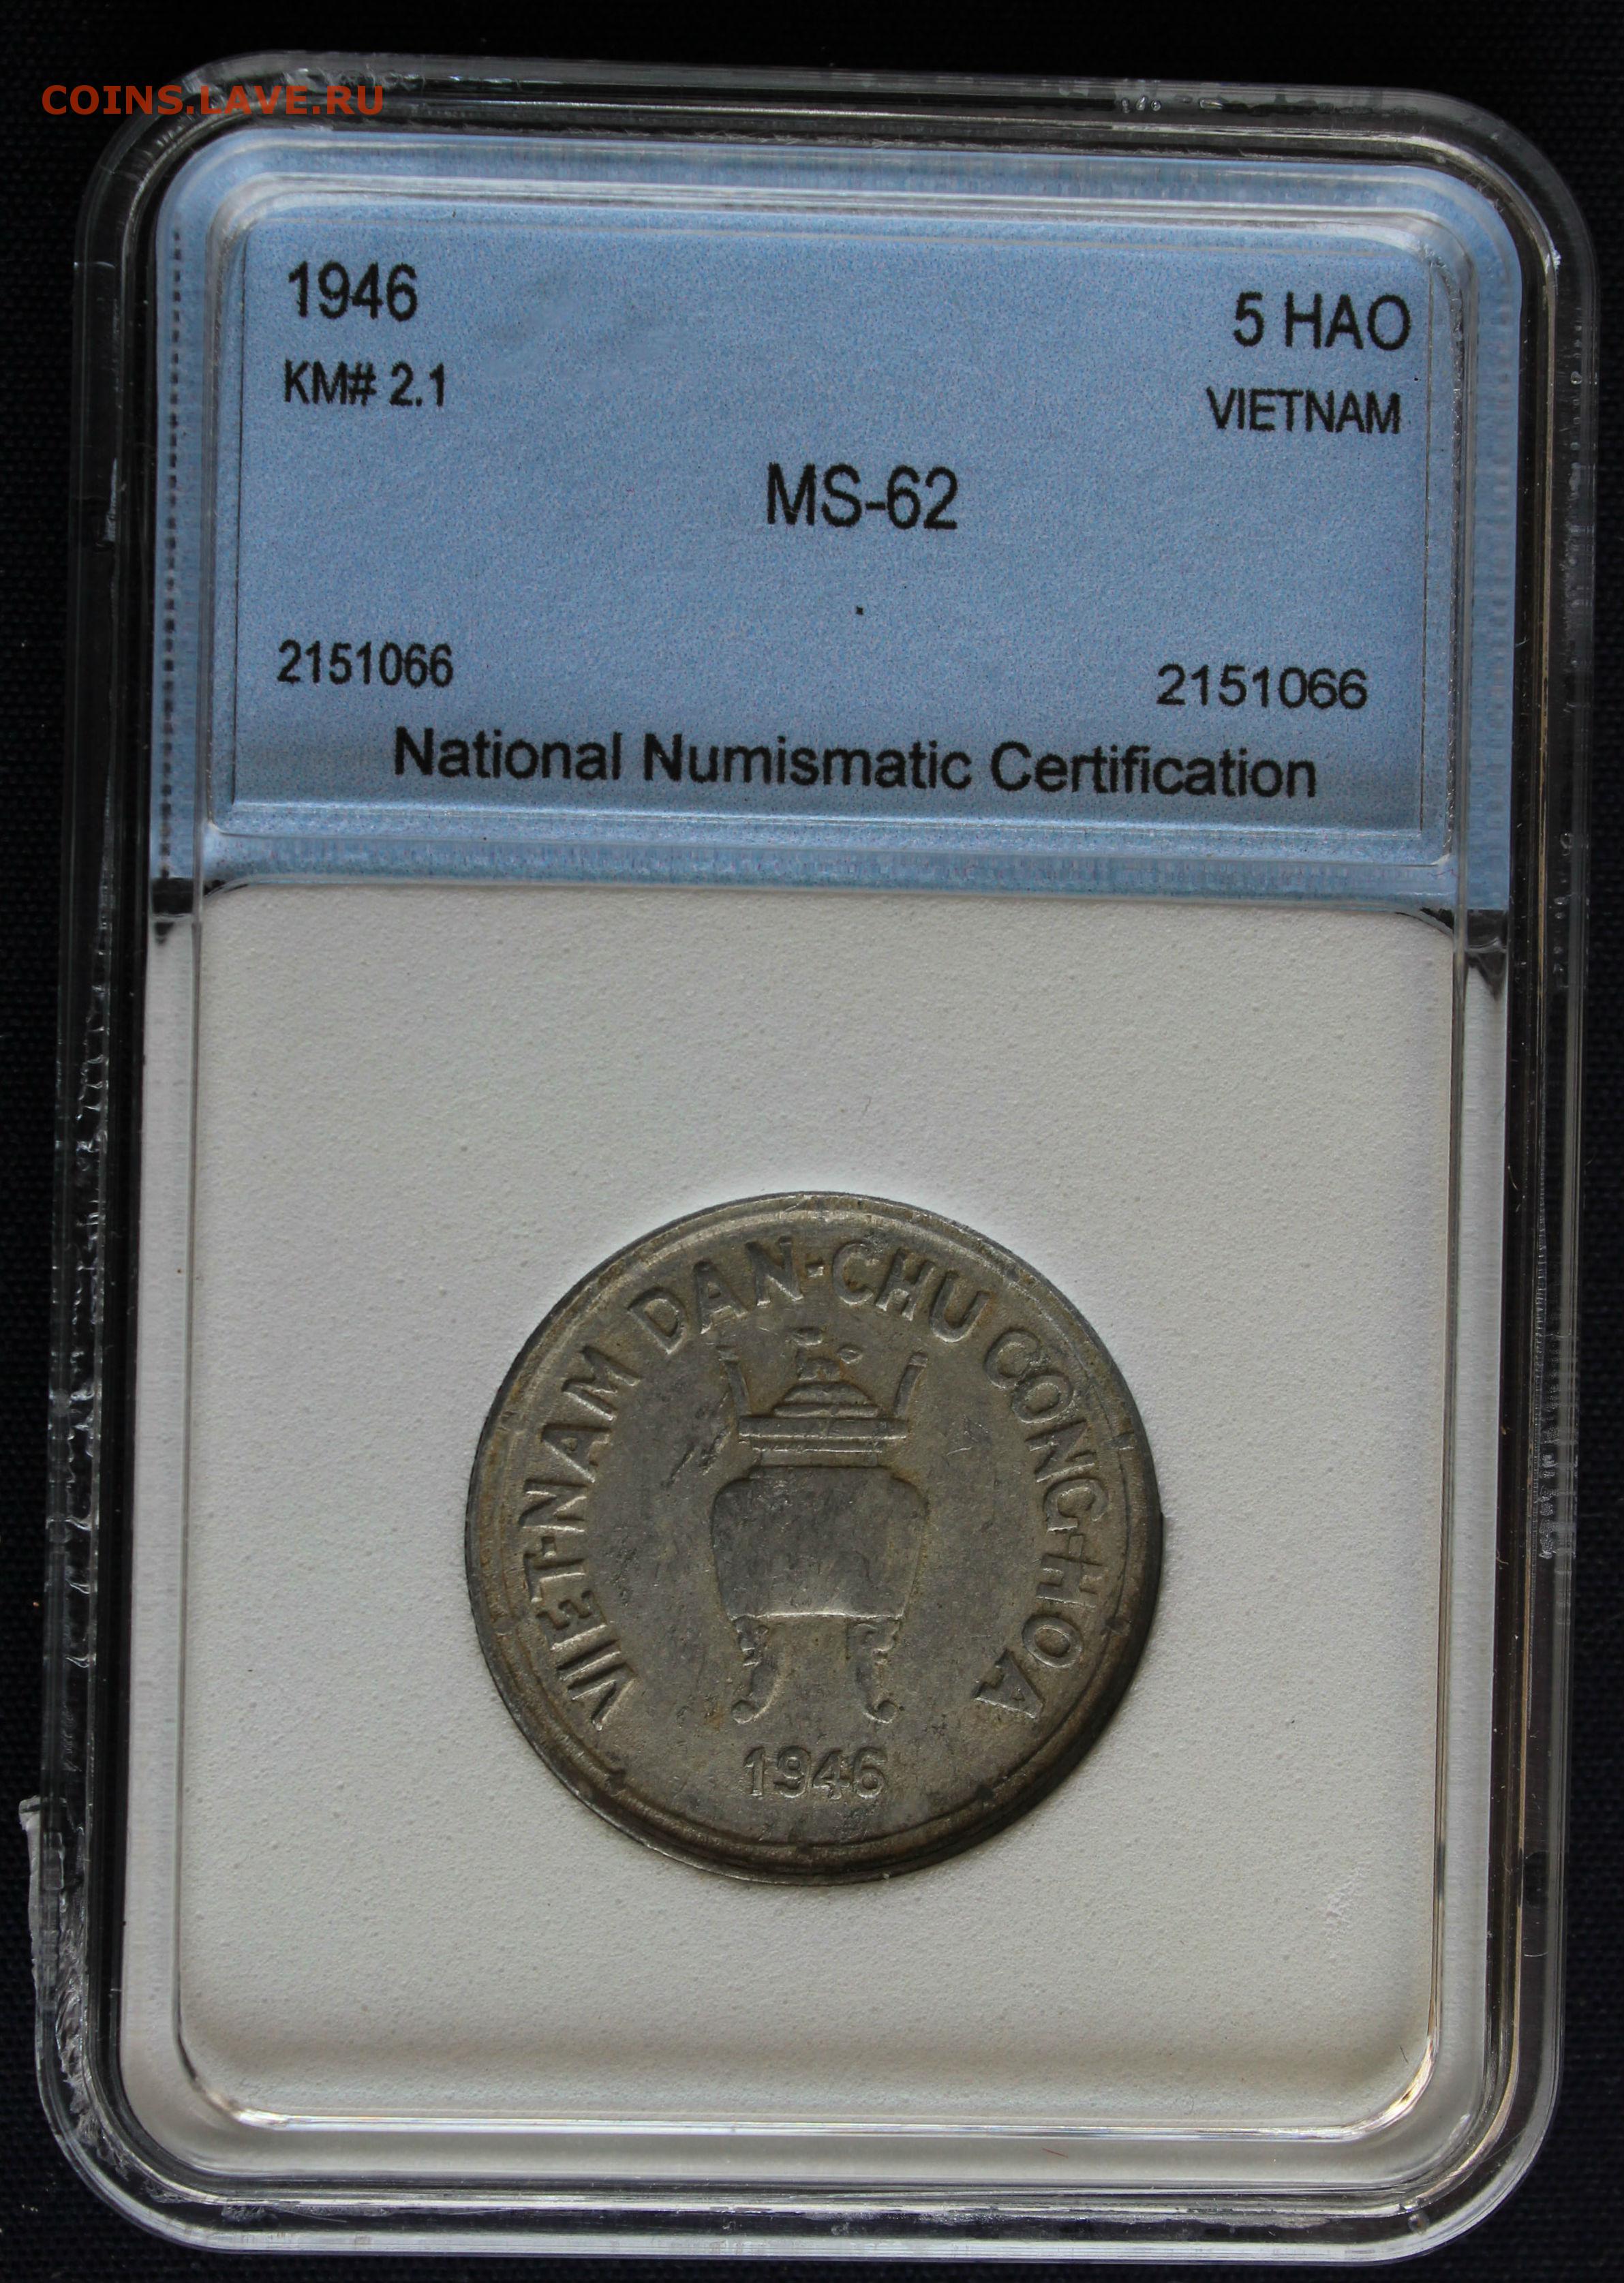 COINS.LAVE.RU
1946 5 HAO
KM# 2.1 VIETNAM
MS-62
2151066 2151066
National Numismatic Certification
VIET-NAM DAN-CHU CONG-HOA
1946